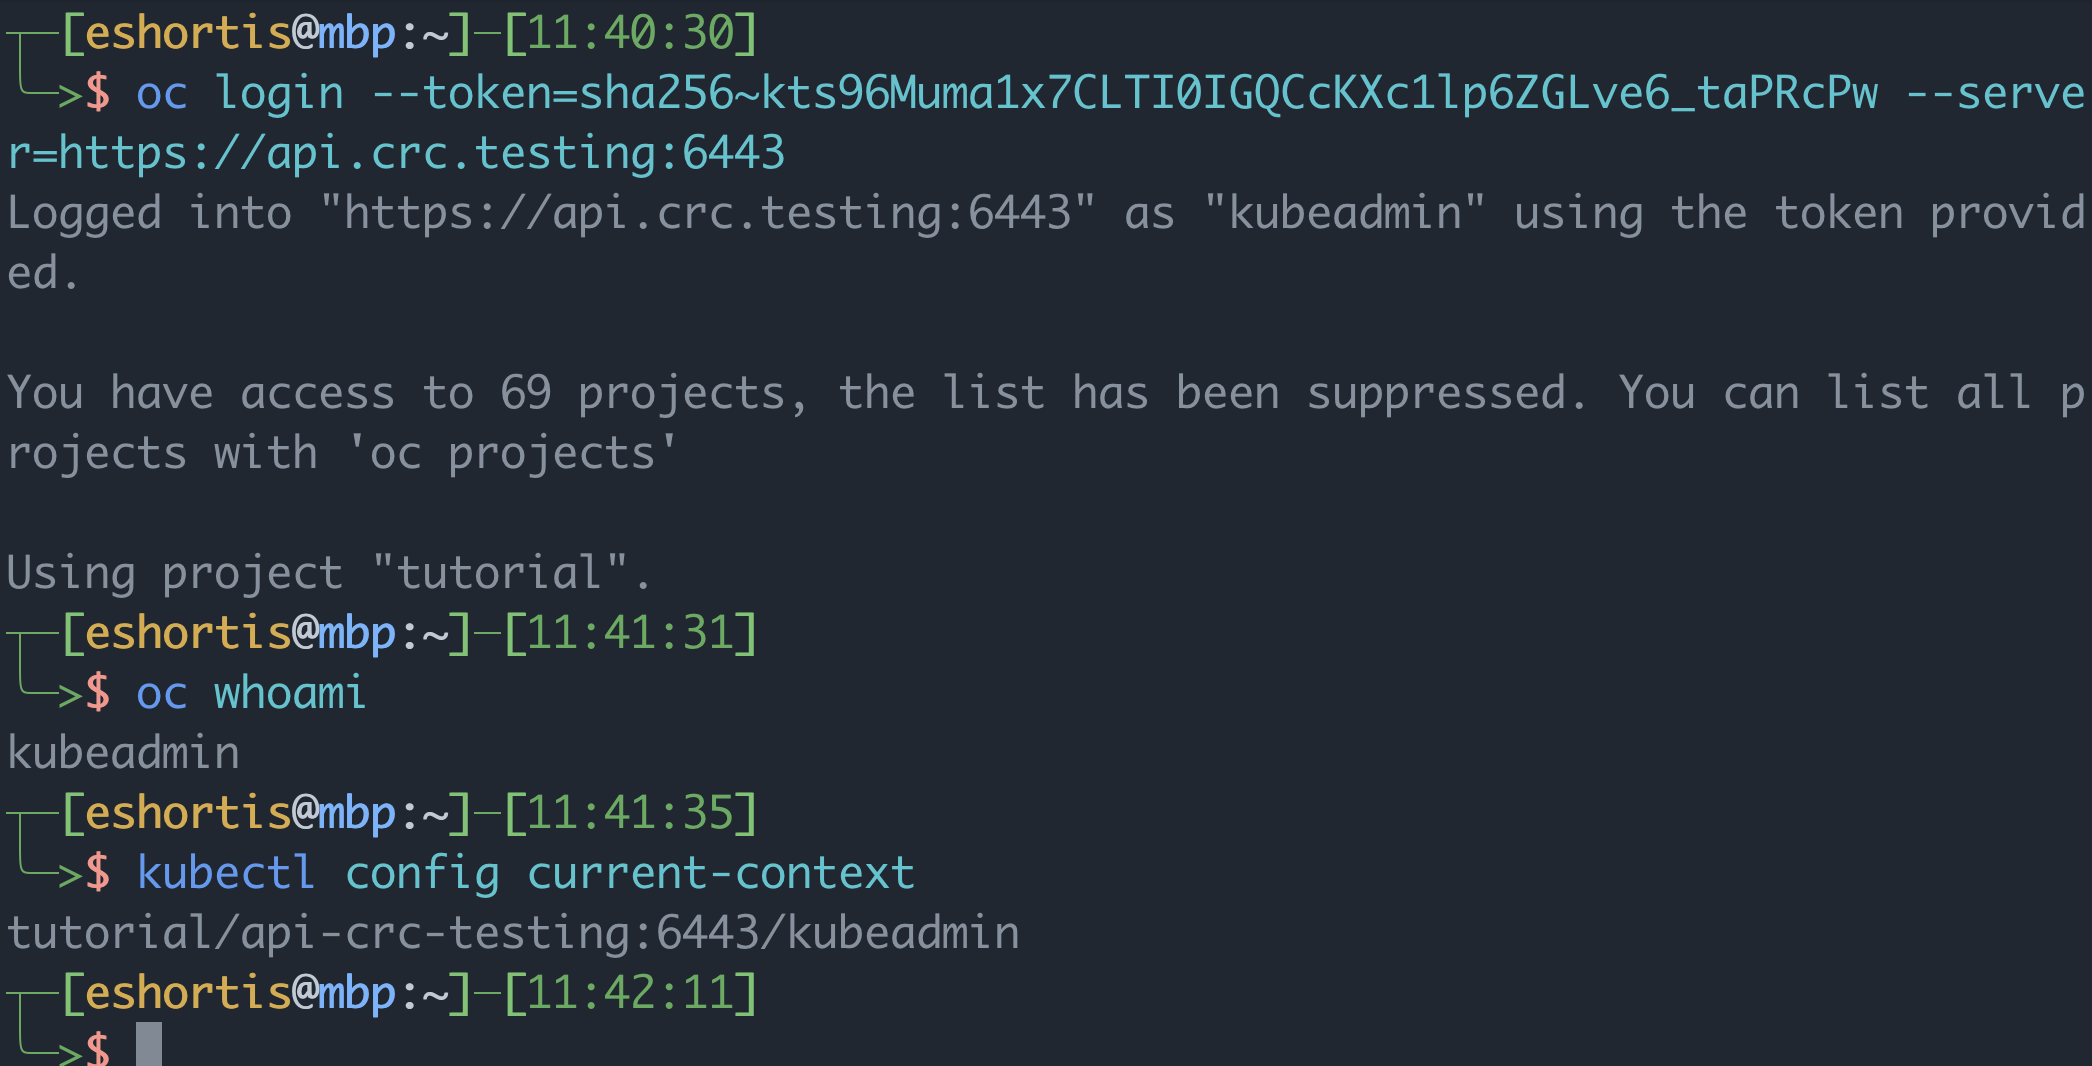 [eshortis@mbp:~]-[11:40:30]
>$ oc login --token=sha256~kts96Muma1x7CLTI0IGQCcKXc1lp6ZGLve6_taPRcPw --serve
r=https://api.crc.testing:6443
Logged into "https://api.crc.testing:6443" as "kubeadmin" using the token provid
ed.
You have access to 69 projects, the list has been suppressed. You can list all p
rojects with 'oc projects'
Using project "tutorial".
[eshortis@mbp:~]-[11:41:31]
>$ oc whoami
kubeadmin
[eshortis@mbp:~]-[11:41:35]
>$ kubectl config current-context
tutorial/api-crc-testing:6443/kubeadmin
[eshortis@mbp:~]-[11:42:11]
>$